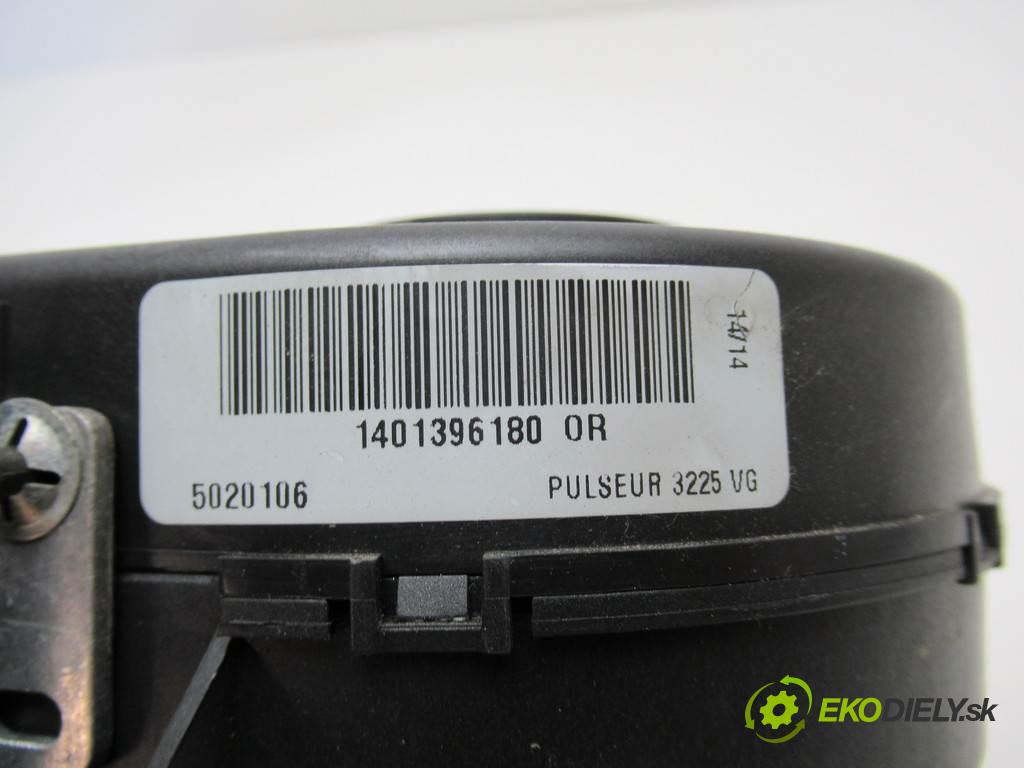 14/14
1401396180 OR
5020106
PULSEUR 3225 VG
EKODIELY.sk